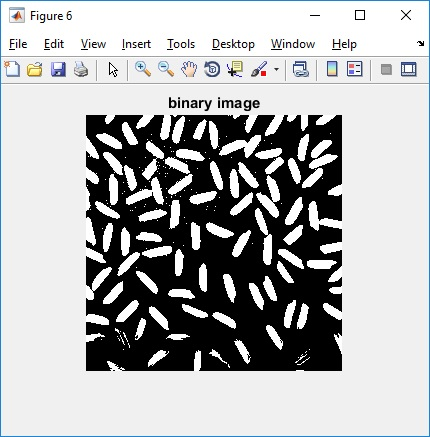 Figure 6
File Edit View Insert Tools Desktop Window Help
binary image